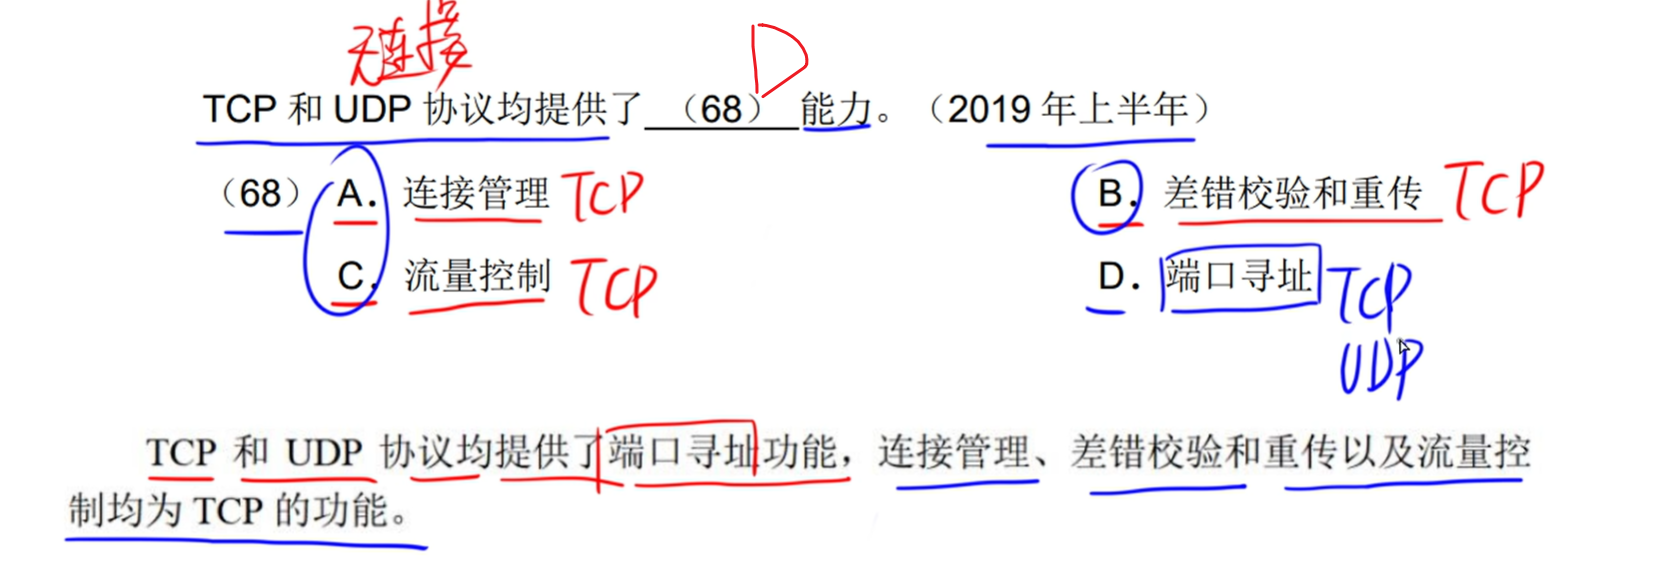 无连接 D
TCP 和 UDP 协议均提供了 （68） 能力。（2019 年上半年）
（68） A． 连接管理 TCP B． 差错校验和重传 TCP
C． 流量控制 TCP D． 端口寻址 TCP
UDP
TCP 和 UDP 协议均提供了端口寻址功能，连接管理、差错校验和重传以及流量控
制均为 TCP 的功能。